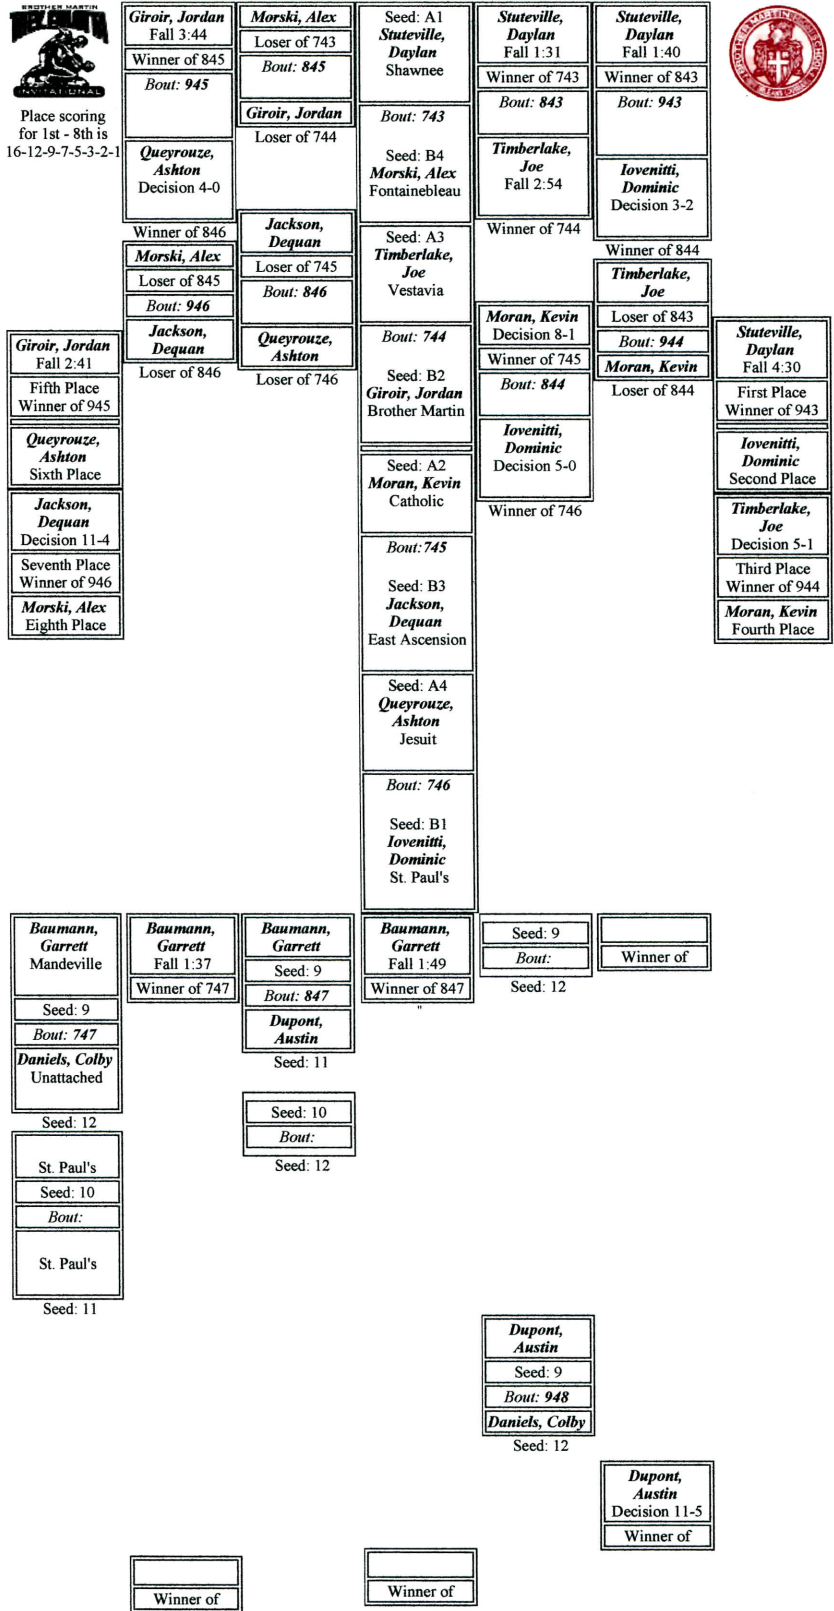 BROTHER MARTIN
INVITATIONAL
Place scoring
for 1st - 8th is
16-12-9-7-5-3-2-1
Giroir, Jordan
Fall 3:44
Winner of 845
Bout: 945
Queyrouze,
Ashton
Decision 4-0
Winner of 846
Morski, Alex
Loser of 845
Bout: 946
Jackson,
Dequan
Loser of 846
Morski, Alex
Loser of 743
Bout: 845
Giroir, Jordan
Loser of 744
Jackson,
Dequan
Loser of 745
Bout: 846
Queyrouze,
Ashton
Loser of 746
Seed: A1
Stuteville,
Daylan
Shawnee
Bout: 743
Seed: B4
Morski, Alex
Fontainebleau
Seed: A3
Timberlake,
Joe
Vestavia
Bout: 744
Seed: B2
Giroir, Jordan
Brother Martin
Seed: A2
Moran, Kevin
Catholic
Bout: 745
Seed: B3
Jackson,
Dequan
East Ascension
Seed: A4
Queyrouze,
Ashton
Jesuit
Bout: 746
Seed: B1
Iovenitti,
Dominic
St. Paul's
Stuteville,
Daylan
Fall 1:31
Winner of 743
Bout: 843
Timberlake,
Joe
Fall 2:54
Winner of 744
Moran, Kevin
Decision 8-1
Winner of 745
Bout: 844
Iovenitti,
Dominic
Decision 5-0
Winner of 746
Stuteville,
Daylan
Fall 1:40
Winner of 843
Bout: 943
Iovenitti,
Dominic
Decision 3-2
Winner of 844
Timberlake,
Joe
Loser of 843
Bout: 944
Moran, Kevin
Loser of 844
Giroir, Jordan
Fall 2:41
Fifth Place
Winner of 945
Queyrouze,
Ashton
Sixth Place
Jackson,
Dequan
Decision 11-4
Seventh Place
Winner of 946
Morski, Alex
Eighth Place
Stuteville,
Daylan
Fall 4:30
First Place
Winner of 943
Iovenitti,
Dominic
Second Place
Timberlake,
Joe
Decision 5-1
Third Place
Winner of 944
Moran, Kevin
Fourth Place
Baumann,
Garrett
Mandeville
Seed: 9
Bout: 747
Daniels, Colby
Unattached
Seed: 12
St. Paul's
Seed: 10
Bout:
St. Paul's
Seed: 11
Baumann,
Garrett
Fall 1:37
Winner of 747
Baumann,
Garrett
Seed: 9
Bout: 847
Dupont,
Austin
Seed: 11
Seed: 10
Bout:
Seed: 12
Baumann,
Garrett
Fall 1:49
Winner of 847
"
Seed: 9
Bout:
Seed: 12
Winner of
Dupont,
Austin
Seed: 9
Bout: 948
Daniels, Colby
Seed: 12
Dupont,
Austin
Decision 11-5
Winner of
Winner of
Winner of